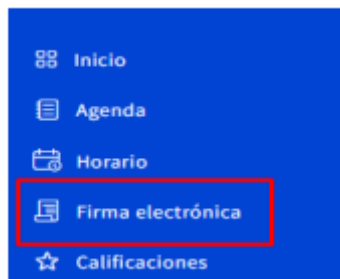 Inicio
Agenda
Horario
Firma electrónica
Calificaciones